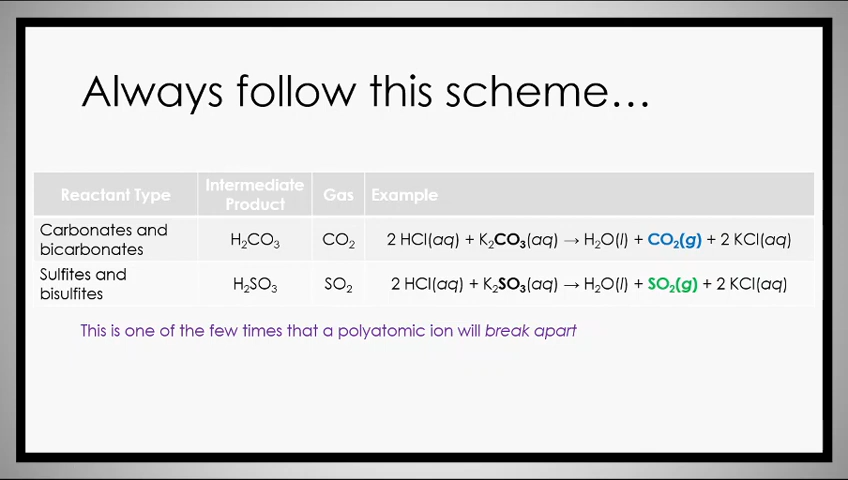 Always follow this scheme…
Reactant Type | Intermediate Product | Gas | Example
Carbonates and bicarbonates | H₂CO₃ | CO₂ | 2 HCl(aq) + K₂CO₃(aq) → H₂O(l) + CO₂(g) + 2 KCl(aq)
Sulfites and bisulfites | H₂SO₃ | SO₂ | 2 HCl(aq) + K₂SO₃(aq) → H₂O(l) + SO₂(g) + 2 KCl(aq)
This is one of the few times that a polyatomic ion will break apart